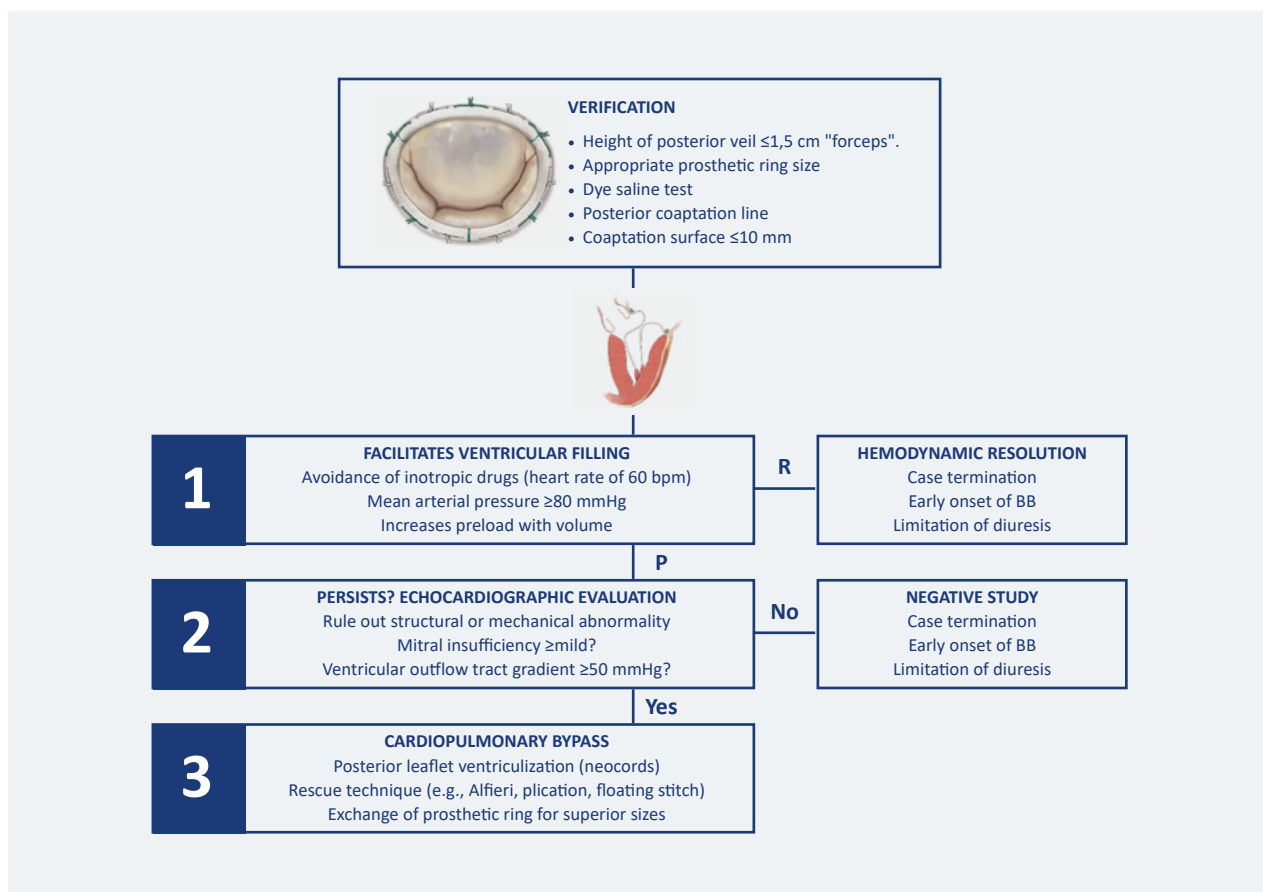 VERIFICATION
• Height of posterior veil ≤1,5 cm "forceps".
• Appropriate prosthetic ring size
• Dye saline test
• Posterior coaptation line
• Coaptation surface ≤10 mm
1
FACILITATES VENTRICULAR FILLING
Avoidance of inotropic drugs (heart rate of 60 bpm)
Mean arterial pressure ≥80 mmHg
Increases preload with volume
R
HEMODYNAMIC RESOLUTION
Case termination
Early onset of BB
Limitation of diuresis
P
2
PERSISTS? ECHOCARDIOGRAPHIC EVALUATION
Rule out structural or mechanical abnormality
Mitral insufficiency ≥mild?
Ventricular outflow tract gradient ≥50 mmHg?
No
NEGATIVE STUDY
Case termination
Early onset of BB
Limitation of diuresis
Yes
3
CARDIOPULMONARY BYPASS
Posterior leaflet ventriculization (neocords)
Rescue technique (e.g., Alfieri, plication, floating stitch)
Exchange of prosthetic ring for superior sizes